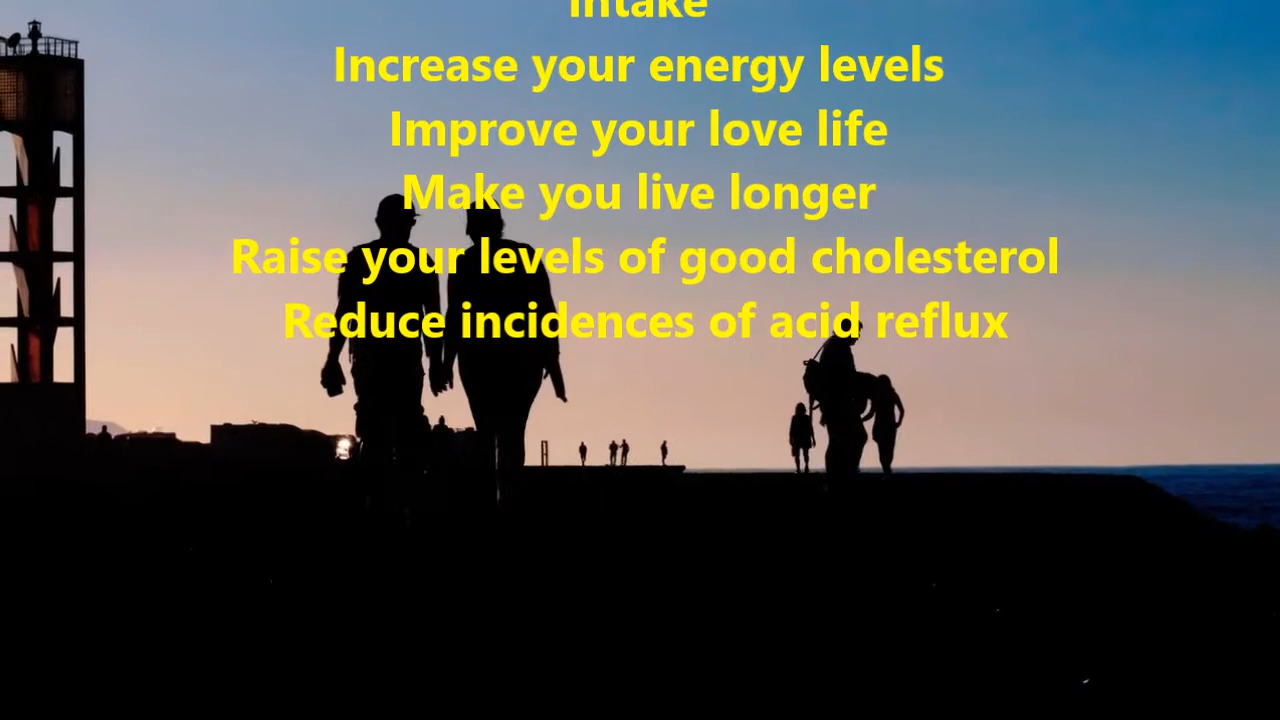 intake
Increase your energy levels
Improve your love life
Make you live longer
Raise your levels of good cholesterol
Reduce incidences of acid reflux